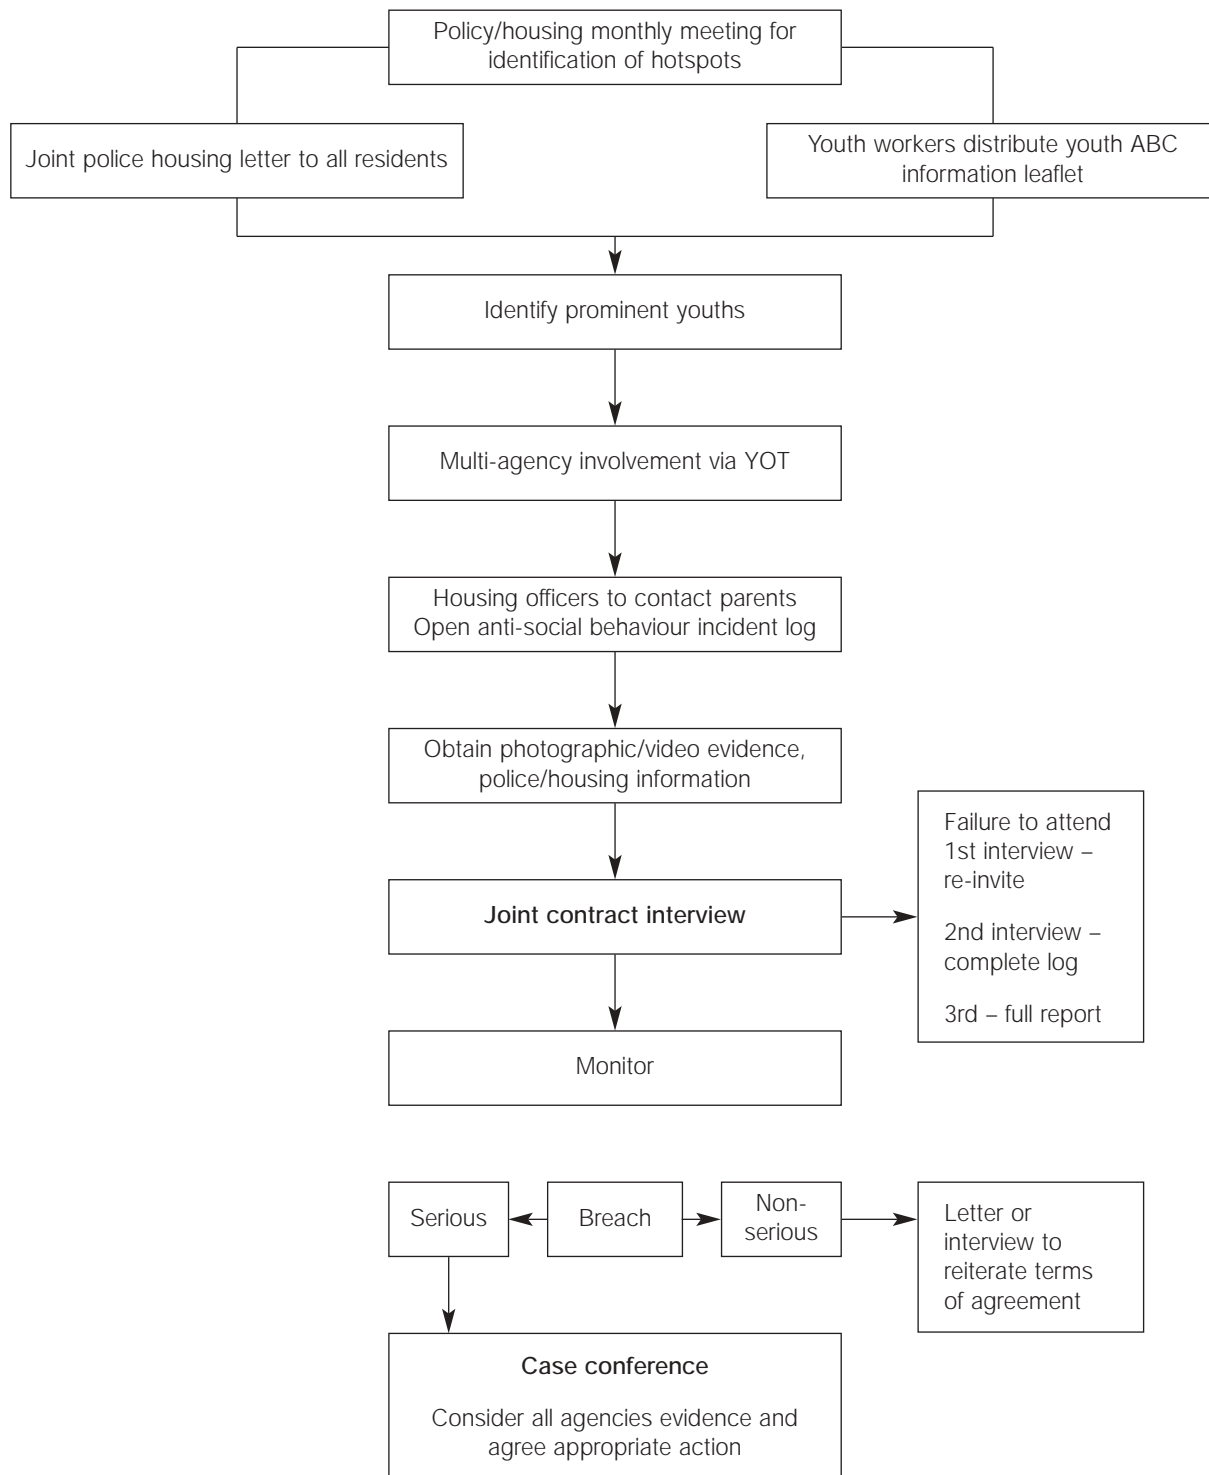 Policy/housing monthly meeting for
identification of hotspots
Joint police housing letter to all residents
Youth workers distribute youth ABC
information leaflet
Identify prominent youths
Multi-agency involvement via YOT
Housing officers to contact parents
Open anti-social behaviour incident log
Obtain photographic/video evidence,
police/housing information
Joint contract interview
Failure to attend
1st interview –
re-invite
2nd interview –
complete log
3rd – full report
Monitor
Serious
Breach
Non-
serious
Letter or
interview to
reiterate terms
of agreement
Case conference
Consider all agencies evidence and
agree appropriate action